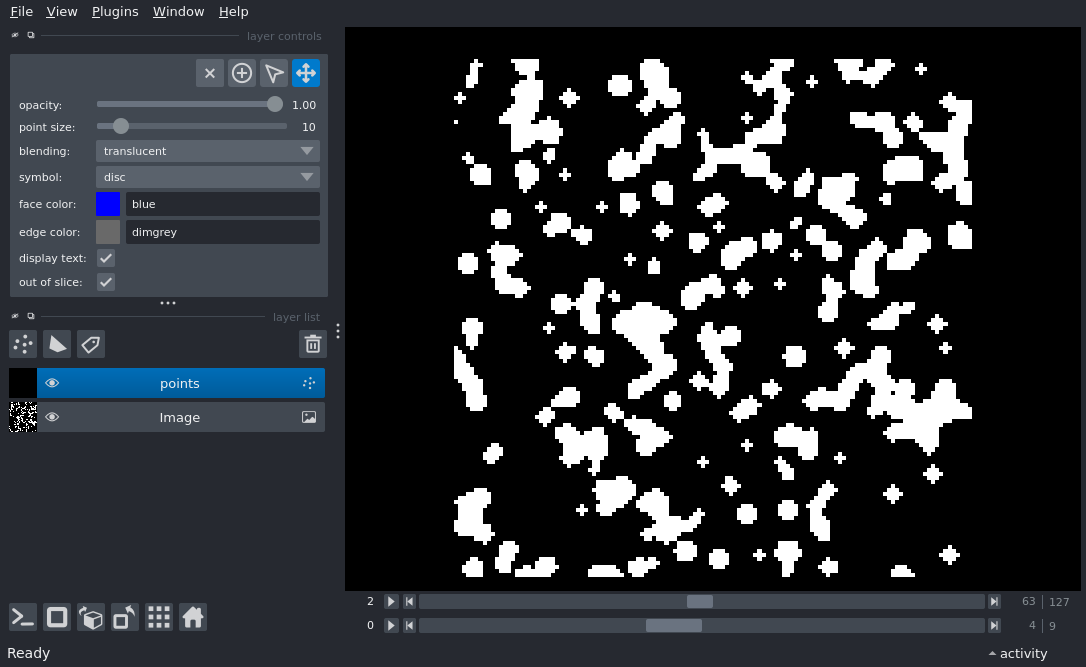 File View Plugins Window Help
layer controls
opacity: 1.00
point size: 10
blending: translucent
symbol: disc
face color: blue
edge color: dimgrey
display text:
out of slice:
layer list
points
Image
2 63 127
0 4 9
Ready activity